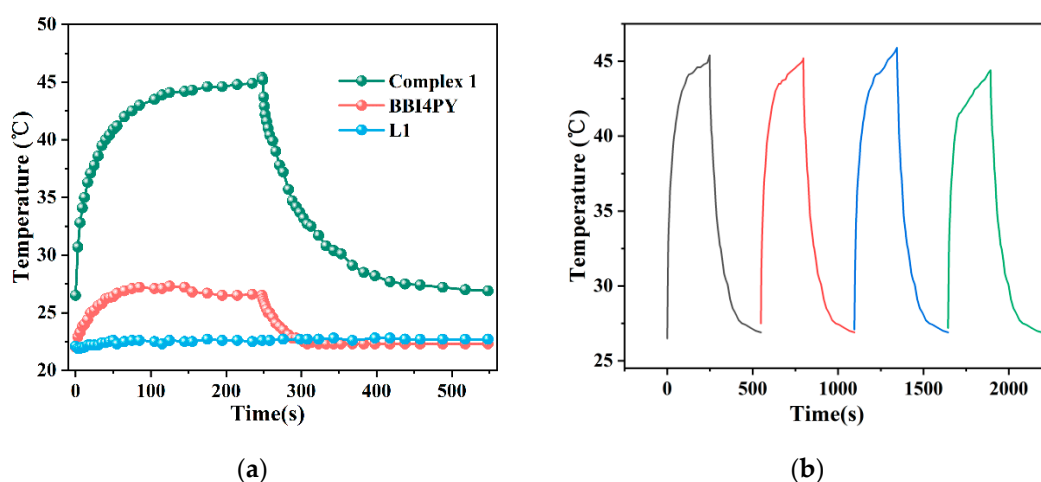 50
45
40
35
30
25
20
Temperature (℃)
Complex 1
BBI4PY
L1
0 100 200 300 400 500
Time(s)
(a)
45
40
35
30
25
Temperature(℃)
0 500 1000 1500 2000
Time(s)
(b)